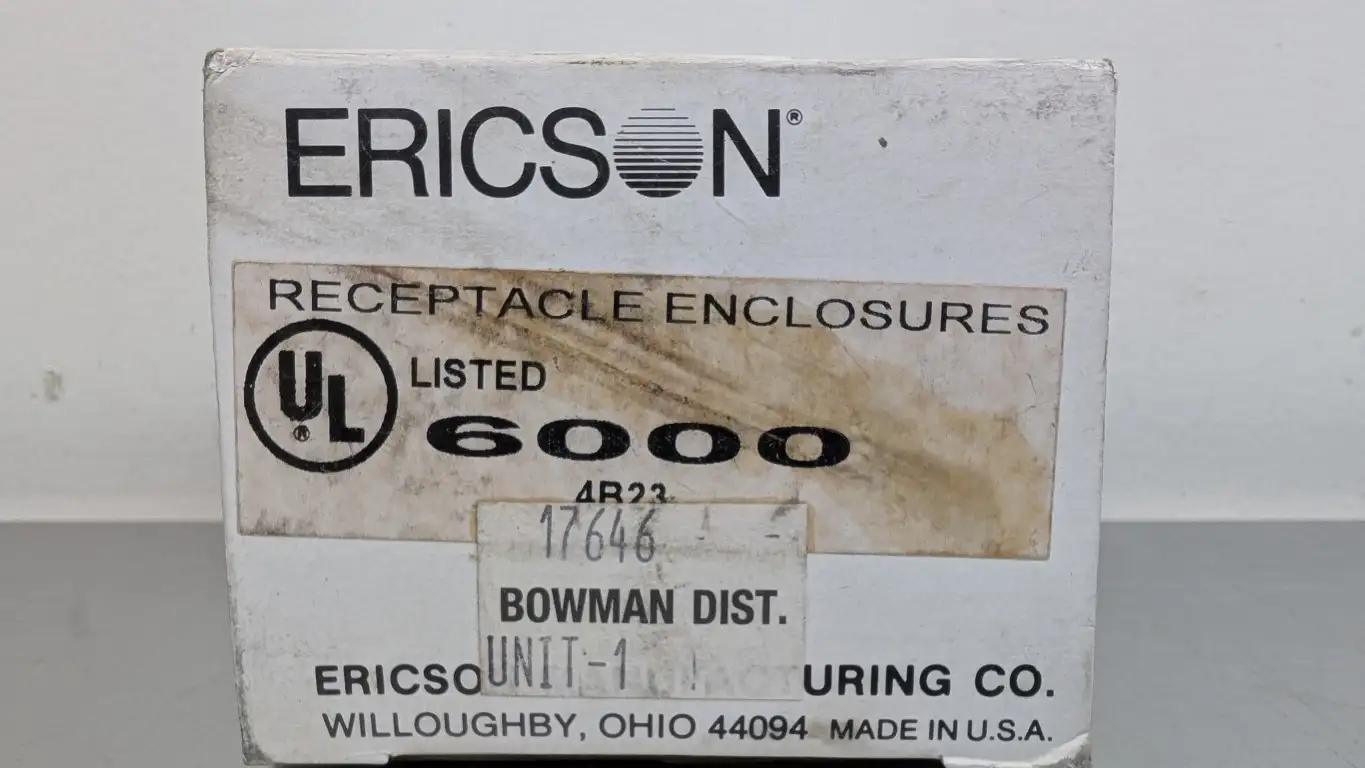 ERICSON®
RECEPTACLE ENCLOSURES
UL® LISTED
6000
4R23
17646
BOWMAN DIST.
UNIT-1
ERICSO URING CO.
WILLOUGHBY, OHIO 44094 MADE IN U.S.A.